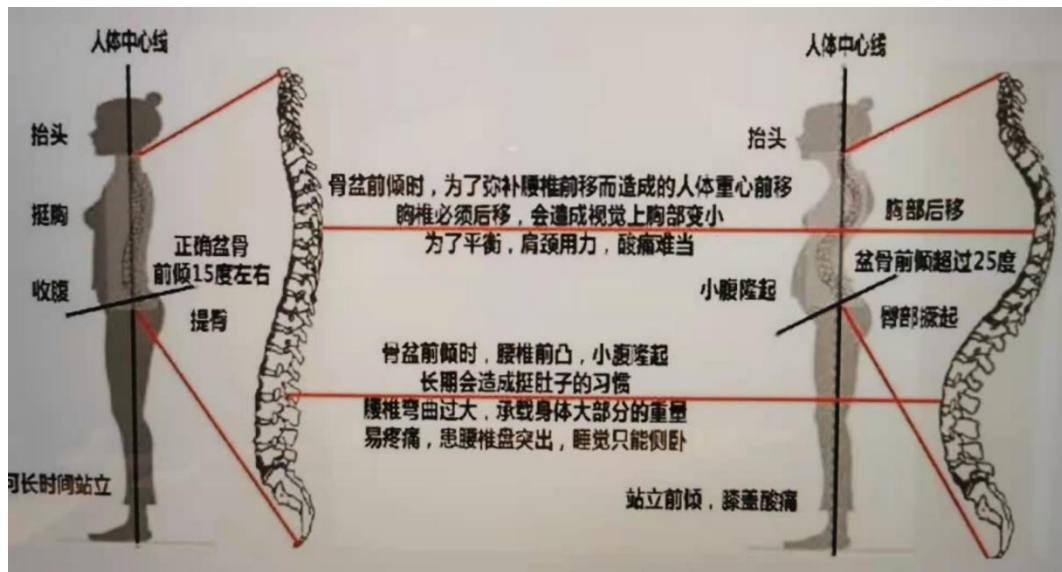 人体中心线
抬头
挺胸
正确盆骨
前倾15度左右
收腹
提臀
可长时间站立
骨盆前倾时，为了弥补腰椎前移而造成的人体重心前移
胸椎必须后移，会造成视觉上胸部变小
为了平衡，肩颈用力，酸痛难当
骨盆前倾时，腰椎前凸，小腹隆起
长期会造成挺肚子的习惯
腰椎弯曲过大，承载身体大部分的重量
易疼痛，患腰椎盘突出，睡觉只能侧卧
人体中心线
抬头
胸部后移
盆骨前倾超过25度
小腹隆起
臀部撅起
站立前倾，膝盖酸痛